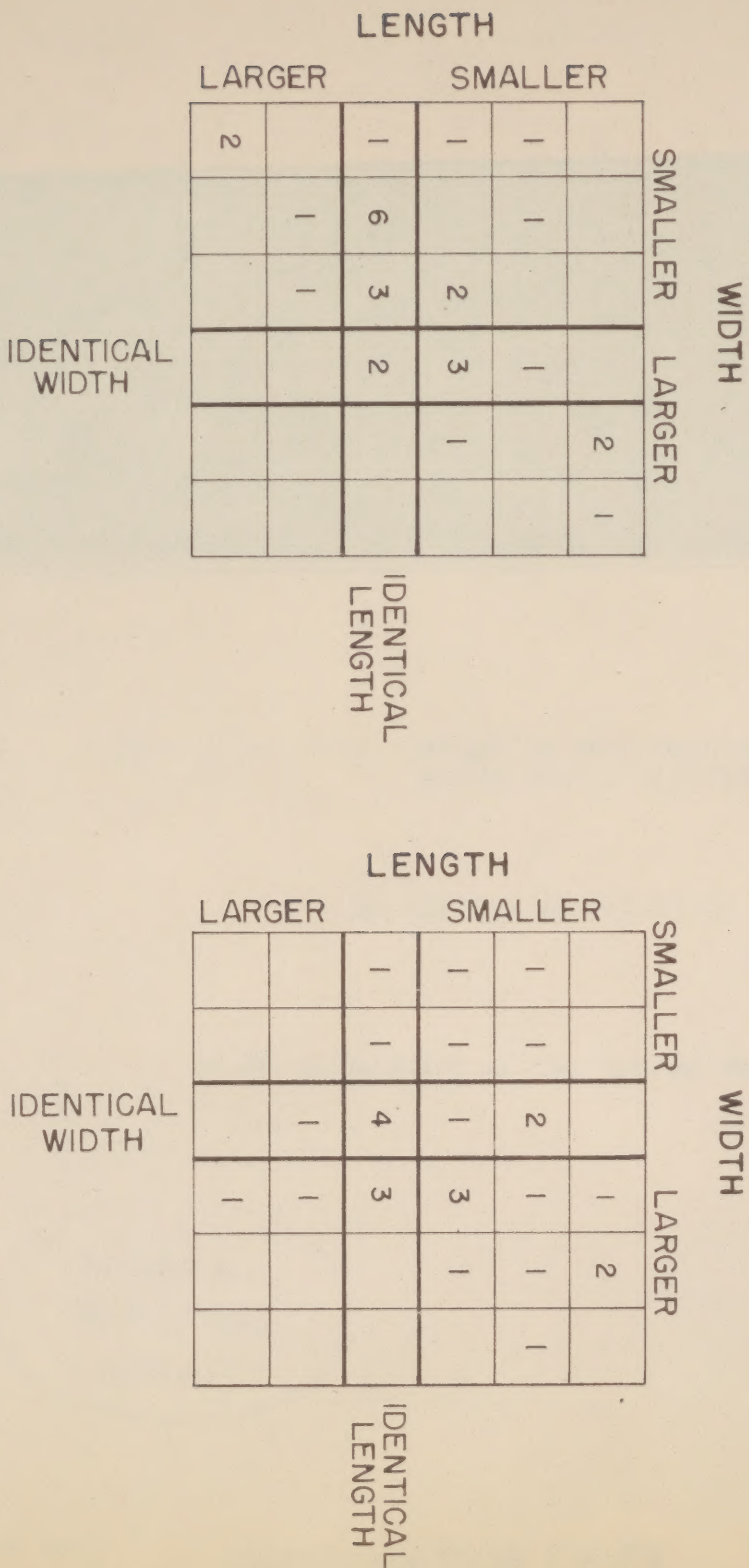 LENGTH
LARGER SMALLER
2 1 1 1
1 6 1
1 3 2
2 3 1
1 2
1
SMALLER LARGER
WIDTH
IDENTICAL
WIDTH
IDENTICAL
LENGTH
LENGTH
LARGER SMALLER
1 1 1
1 1 1
1 4 1 2
1 1 3 3 1 1
1 1 2
1
SMALLER LARGER
WIDTH
IDENTICAL
WIDTH
IDENTICAL
LENGTH